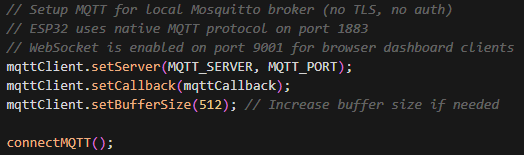 // Setup MQTT for local Mosquitto broker (no TLS, no auth)
// ESP32 uses native MQTT protocol on port 1883
// WebSocket is enabled on port 9001 for browser dashboard clients
mqttClient.setServer(MQTT_SERVER, MQTT_PORT);
mqttClient.setCallback(mqttCallback);
mqttClient.setBufferSize(512); // Increase buffer size if needed
connectMQTT();